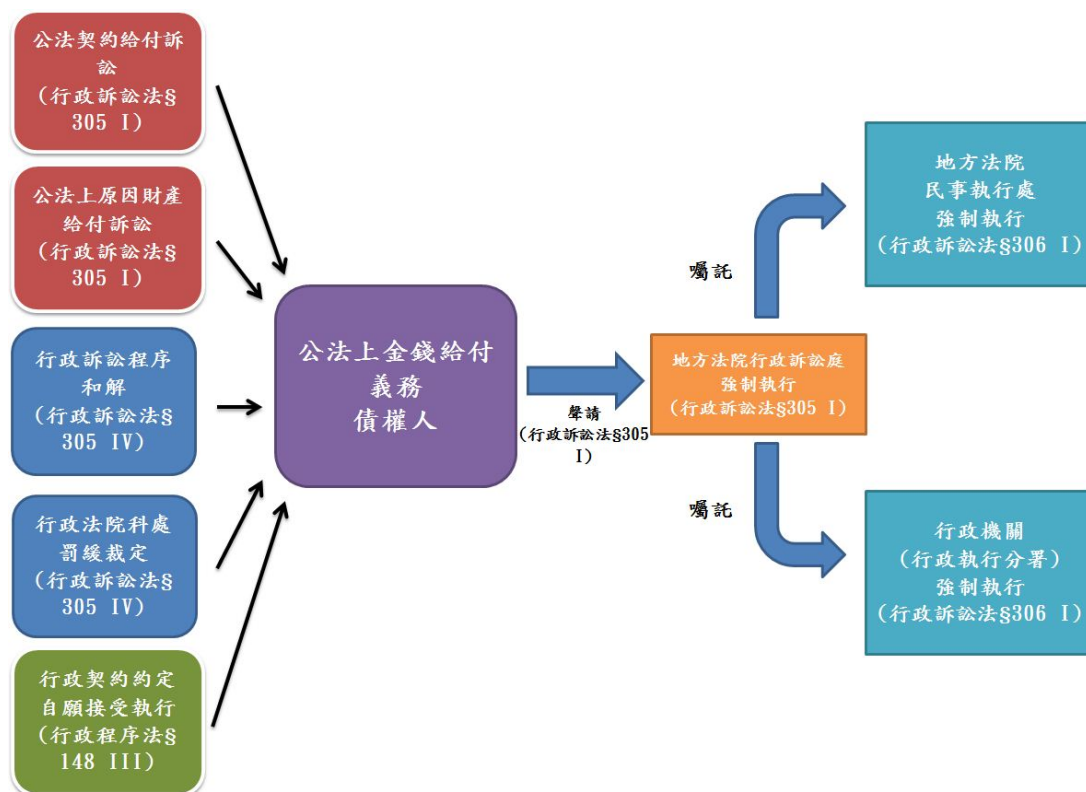 公法契約給付訴
訟
(行政訴訟法§
305 I)
公法上原因財產
給付訴訟
(行政訴訟法§
305 I)
行政訴訟程序
和解
(行政訴訟法§
305 IV)
行政法院科處
罰鍰裁定
(行政訴訟法§
305 IV)
行政契約約定
自願接受執行
(行政程序法§
148 III)
公法上金錢給付
義務
債權人
聲請
(行政訴訟法§305
I)
地方法院行政訴訟庭
強制執行
(行政訴訟法§305 I)
囑託
地方法院
民事執行處
強制執行
(行政訴訟法§306 I)
囑託
行政機關
(行政執行分署)
強制執行
(行政訴訟法§306 I)